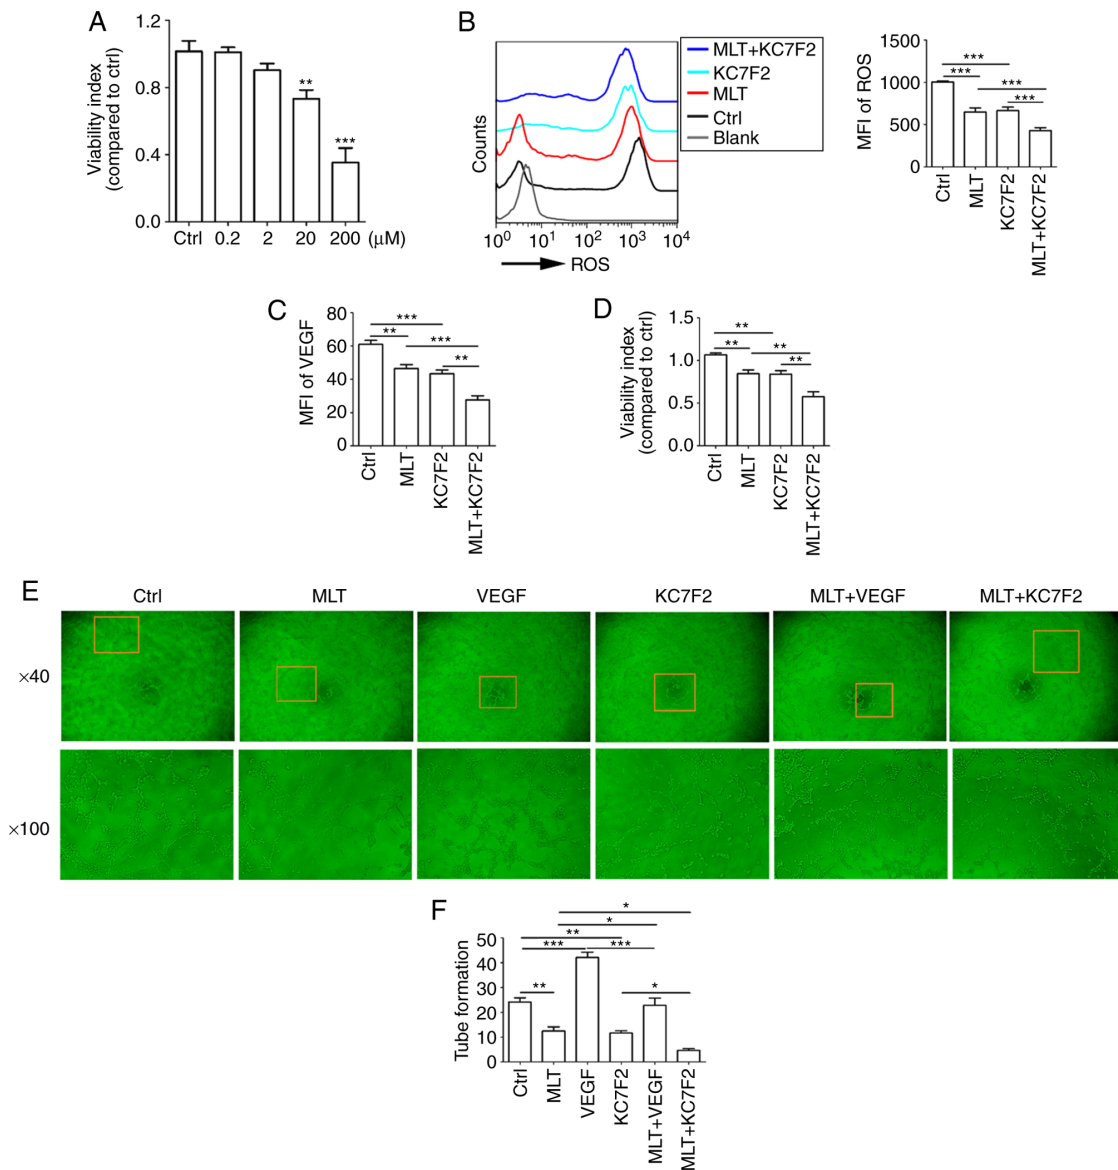 A
Viability index
(compared to ctrl)
1.2
0.8
0.4
0.0
**
***
Ctrl 0.2 2 20 200 (μM)
B
Counts
MLT+KC7F2
KC7F2
MLT
Ctrl
Blank
10⁰ 10¹ 10² 10³ 10⁴
ROS
MFI of ROS
1500
1000
500
0
***
***
***
***
Ctrl
MLT
KC7F2
MLT+KC7F2
C
MFI of VEGF
80
60
40
20
0
***
**
***
**
Ctrl
MLT
KC7F2
MLT+KC7F2
D
Viability index
(compared to ctrl)
1.5
1.0
0.5
0.0
**
**
**
**
Ctrl
MLT
KC7F2
MLT+KC7F2
E
Ctrl MLT VEGF KC7F2 MLT+VEGF MLT+KC7F2
×40
×100
F
Tube formation
50
40
30
20
10
0
*
*
**
*** ***
** *
Ctrl
MLT
VEGF
KC7F2
MLT+VEGF
MLT+KC7F2